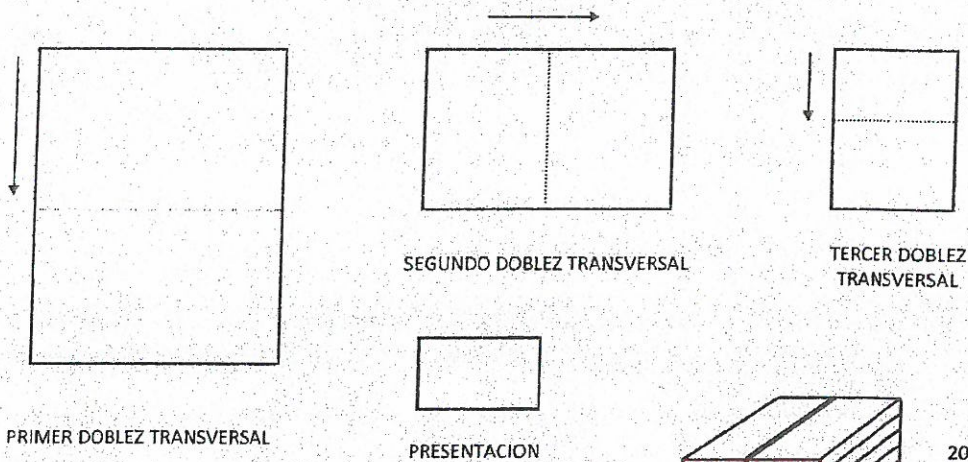 SEGUNDO DOBLEZ TRANSVERSAL
TERCER DOBLEZ
TRANSVERSAL
PRIMER DOBLEZ TRANSVERSAL
PRESENTACION
20